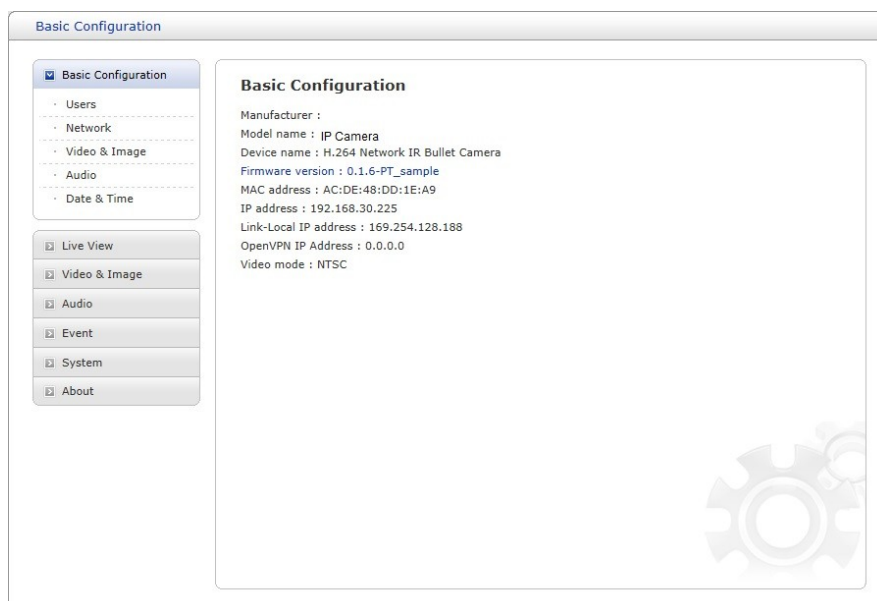 Basic Configuration
Basic Configuration
Users
Network
Video & Image
Audio
Date & Time
Live View
Video & Image
Audio
Event
System
About
Basic Configuration
Manufacturer :
Model name : IP Camera
Device name : H.264 Network IR Bullet Camera
Firmware version : 0.1.6-PT_sample
MAC address : AC:DE:48:DD:1E:A9
IP address : 192.168.30.225
Link-Local IP address : 169.254.128.188
OpenVPN IP Address : 0.0.0.0
Video mode : NTSC